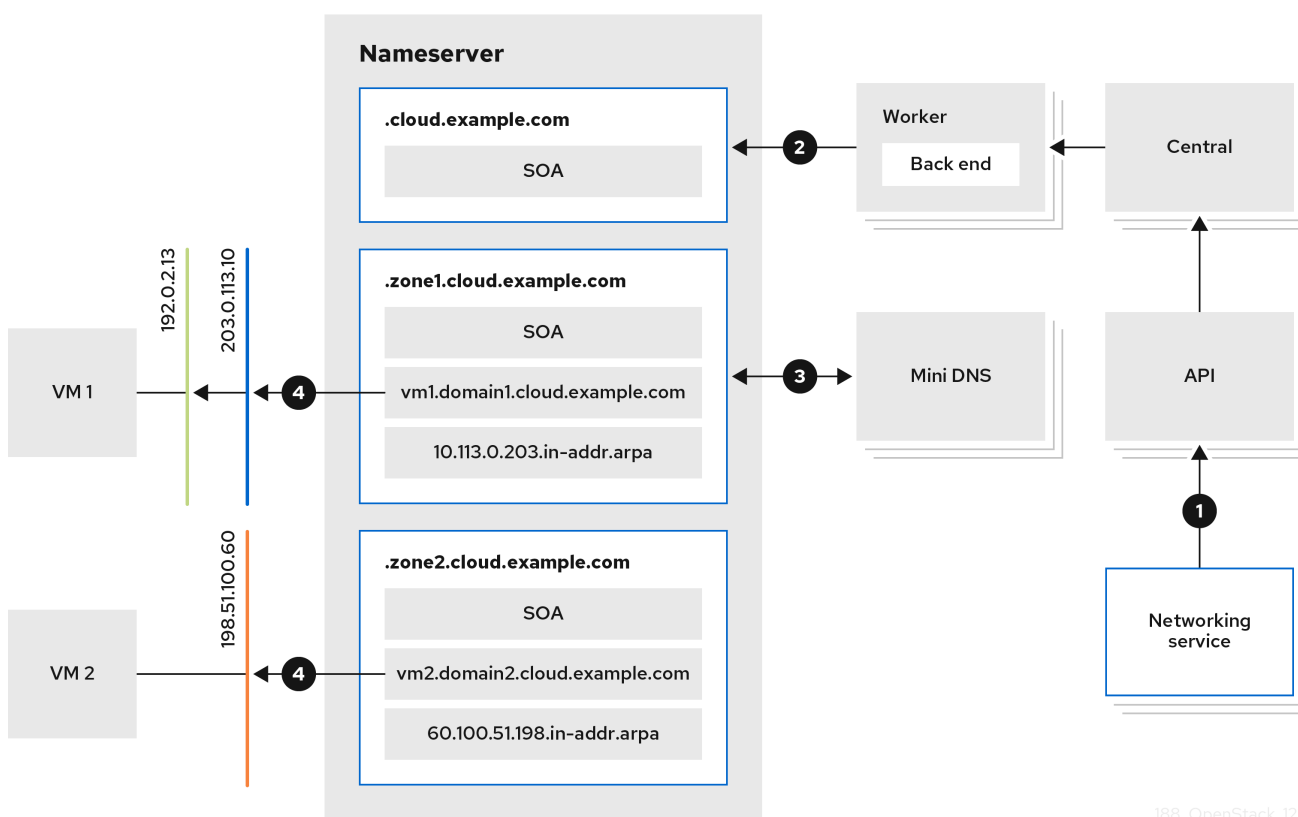 Nameserver
.cloud.example.com
SOA
.zone1.cloud.example.com
SOA
vm1.domain1.cloud.example.com
10.113.0.203.in-addr.arpa
.zone2.cloud.example.com
SOA
vm2.domain2.cloud.example.com
60.100.51.198.in-addr.arpa
192.0.2.13
203.0.113.10
198.51.100.60
VM 1
VM 2
4
4
2
3
Worker
Back end
Central
Mini DNS
API
1
Networking
service
188_OpenStack_12